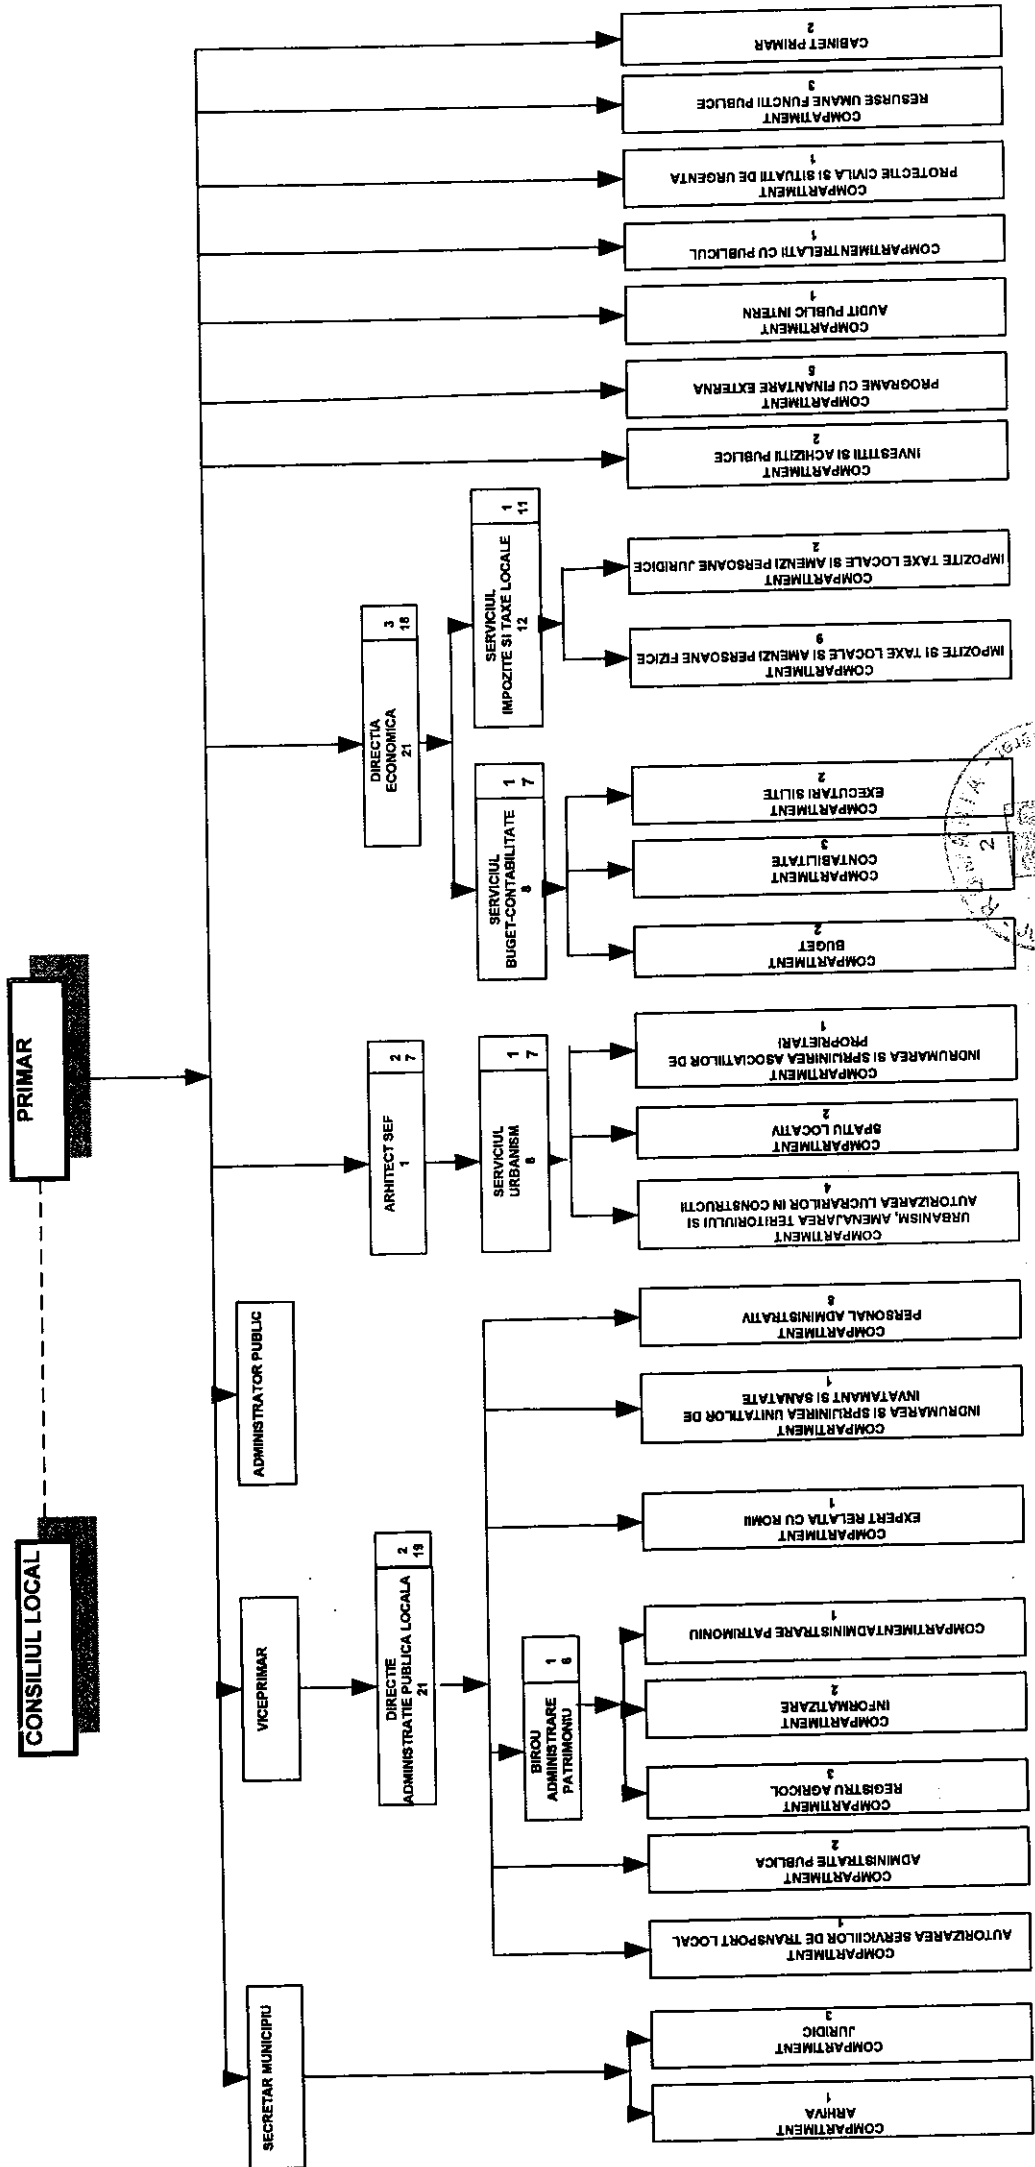 CONSILIUL LOCAL
PRIMAR
SECRETAR MUNICIPIU
VICEPRIMAR
ADMINISTRATOR PUBLIC
ARHITECT SEF
1
2
7
DIRECTIA
ECONOMICA
21
3
18
DIRECTIE
ADMINISTRATIE PUBLICA LOCALA
21
2
19
SERVICIUL
URBANISM
8
1
7
SERVICIUL
BUGET-CONTABILITATE
8
1
7
SERVICIUL
IMPOZITE SI TAXE LOCALE
12
1
11
BIROU
ADMINISTRARE
PATRIMONIU
1
6
COMPARTIMENT
ARHIVA
1
COMPARTIMENT
JURIDIC
3
COMPARTIMENT
AUTORIZAREA SERVICIILOR DE TRANSPORT LOCAL
1
COMPARTIMENT
ADMINISTRATIE PUBLICA
2
COMPARTIMENT
REGISTRU AGRICOL
3
COMPARTIMENT
INFORMATIZARE
2
COMPARTIMENTADMINISTRARE PATRIMONIU
1
COMPARTIMENT
EXPERT RELATIA CU ROMII
1
COMPARTIMENT
INDRUMAREA SI SPRIJINIREA UNITATILOR DE
INVATAMANT SI SANATATE
1
COMPARTIMENT
PERSONAL ADMINISTRATIV
8
COMPARTIMENT
URBANISM, AMENAJAREA TERITORIULUI SI
AUTORIZAREA LUCRARILOR IN CONSTRUCTII
4
COMPARTIMENT
SPATIU LOCATIV
2
COMPARTIMENT
INDRUMAREA SI SPRIJINIREA ASOCIATIILOR DE
PROPRIETARI
1
COMPARTIMENT
BUGET
2
COMPARTIMENT
CONTABILITATE
3
COMPARTIMENT
EXECUTARI SILITE
2
COMPARTIMENT
IMPOZITE SI TAXE LOCALE SI AMENZI PERSOANE FIZICE
9
COMPARTIMENT
IMPOZITE TAXE LOCALE SI AMENZI PERSOANE JURIDICE
2
COMPARTIMENT
INVESTITII SI ACHIZITII PUBLICE
2
COMPARTIMENT
PROGRAME CU FINANTARE EXTERNA
5
COMPARTIMENT
AUDIT PUBLIC INTERN
1
COMPARTIMENTRELATII CU PUBLICUL
1
COMPARTIMENT
PROTECTIE CIVILA SI SITUATII DE URGENTA
1
COMPATIMENT
RESURSE UMANE FUNCTII PUBLICE
3
CABINET PRIMAR
2
ROMANIA
2